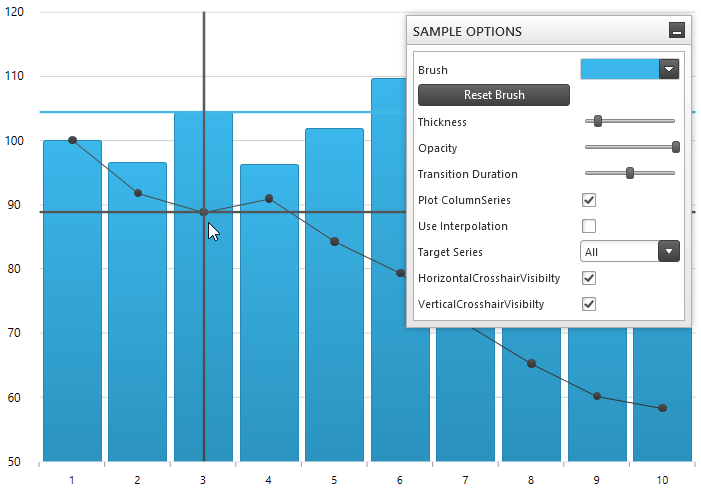 120
110
100
90
80
70
60
50
1 2 3 4 5 6 7 8 9 10
SAMPLE OPTIONS
Brush
Reset Brush
Thickness
Opacity
Transition Duration
Plot ColumnSeries
Use Interpolation
Target Series All
HorizontalCrosshairVisibilty
VerticalCrosshairVisibilty